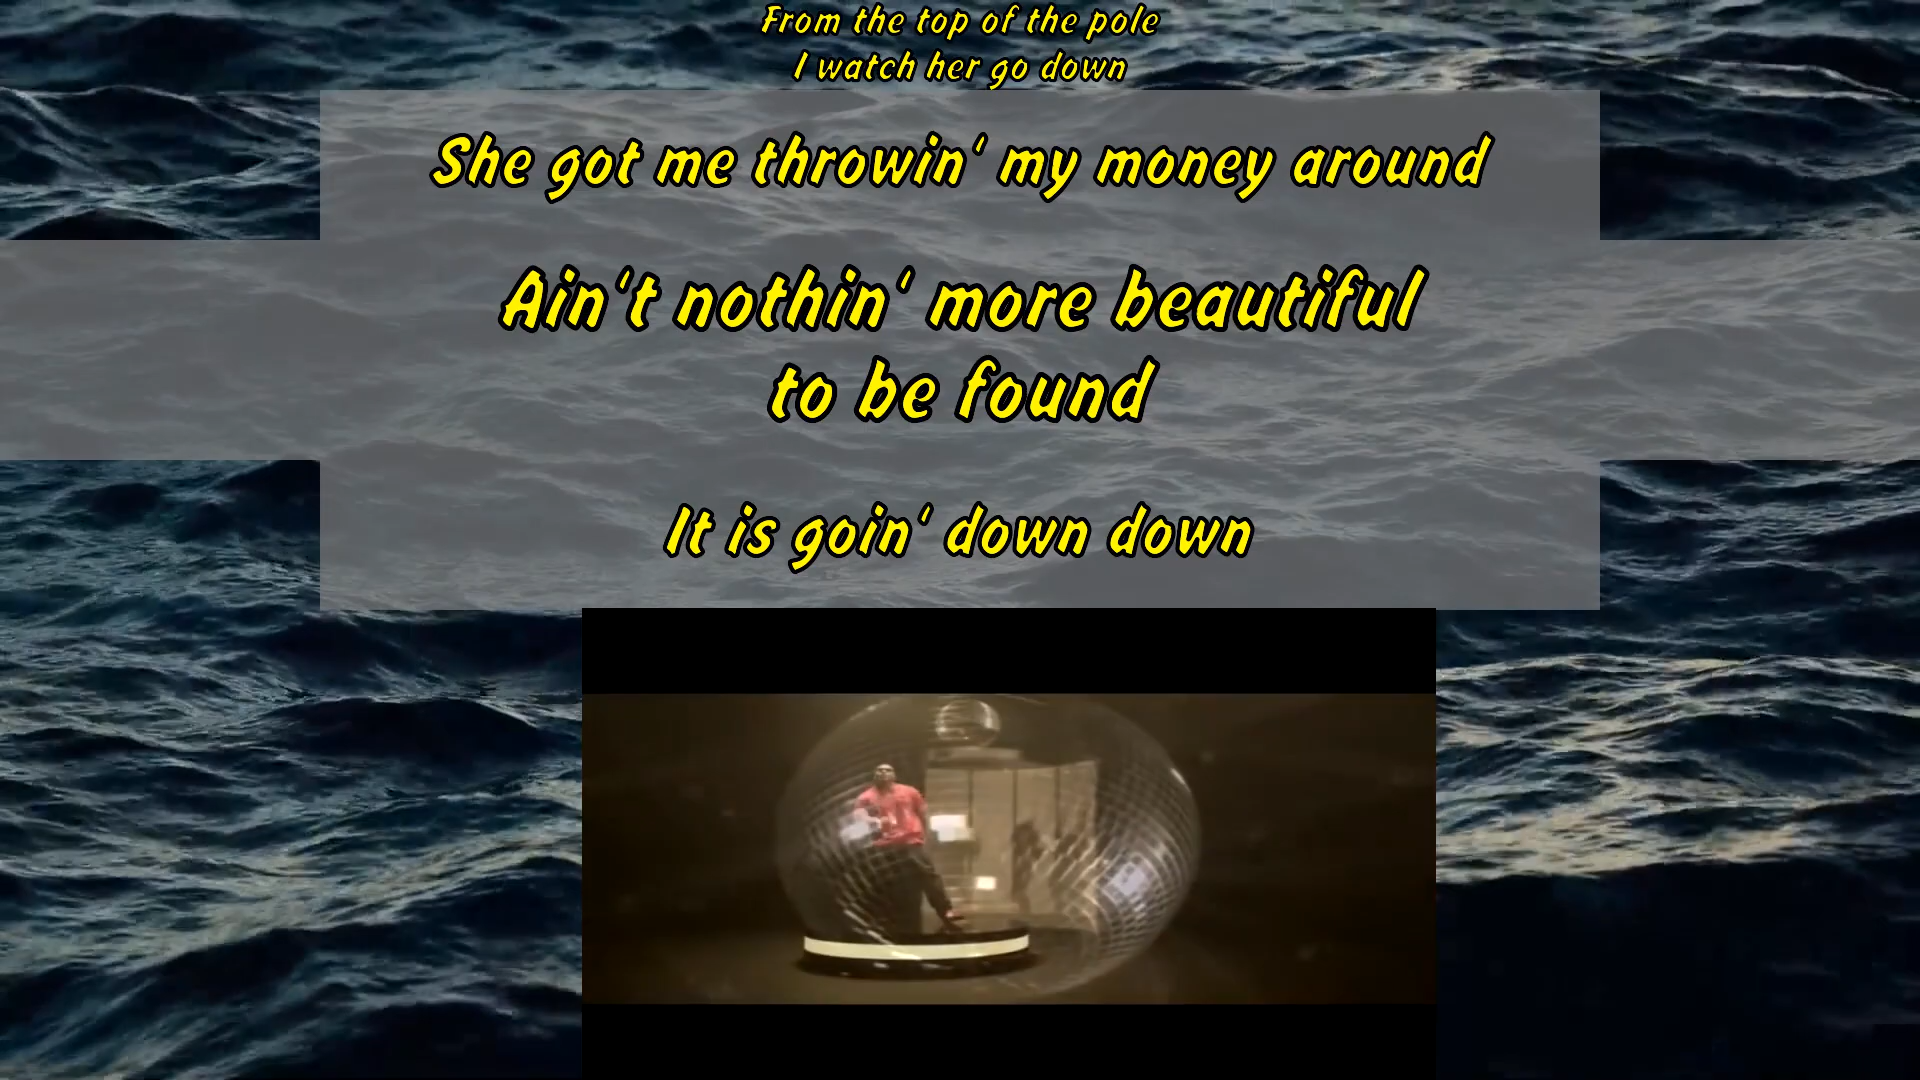 From the top of the pole
I watch her go down
She got me throwin' my money around
Ain't nothin' more beautiful
to be found
It is goin' down down